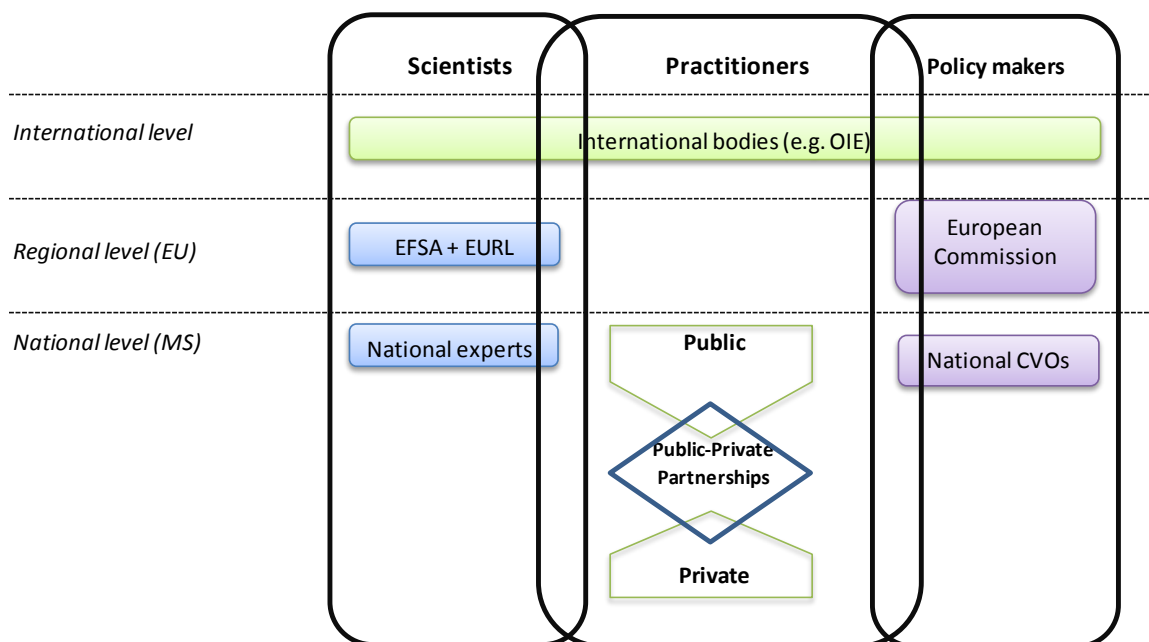 Scientists
Practitioners
Policy makers
International level
International bodies (e.g. OIE)
Regional level (EU)
EFSA + EURL
European
Commission
National level (MS)
National experts
Public
National CVOs
Public-Private
Partnerships
Private